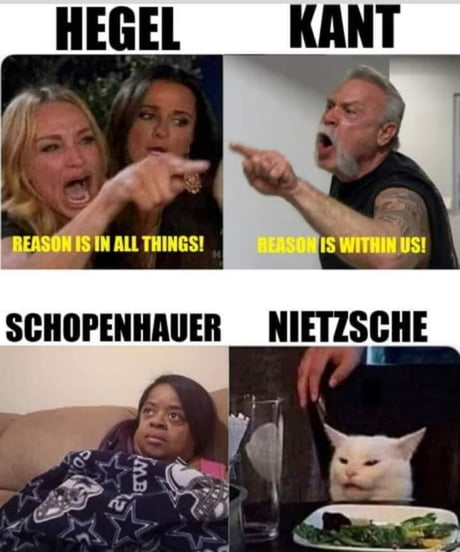 HEGEL
KANT
REASON IS IN ALL THINGS!
REASON IS WITHIN US!
SCHOPENHAUER
NIETZSCHE